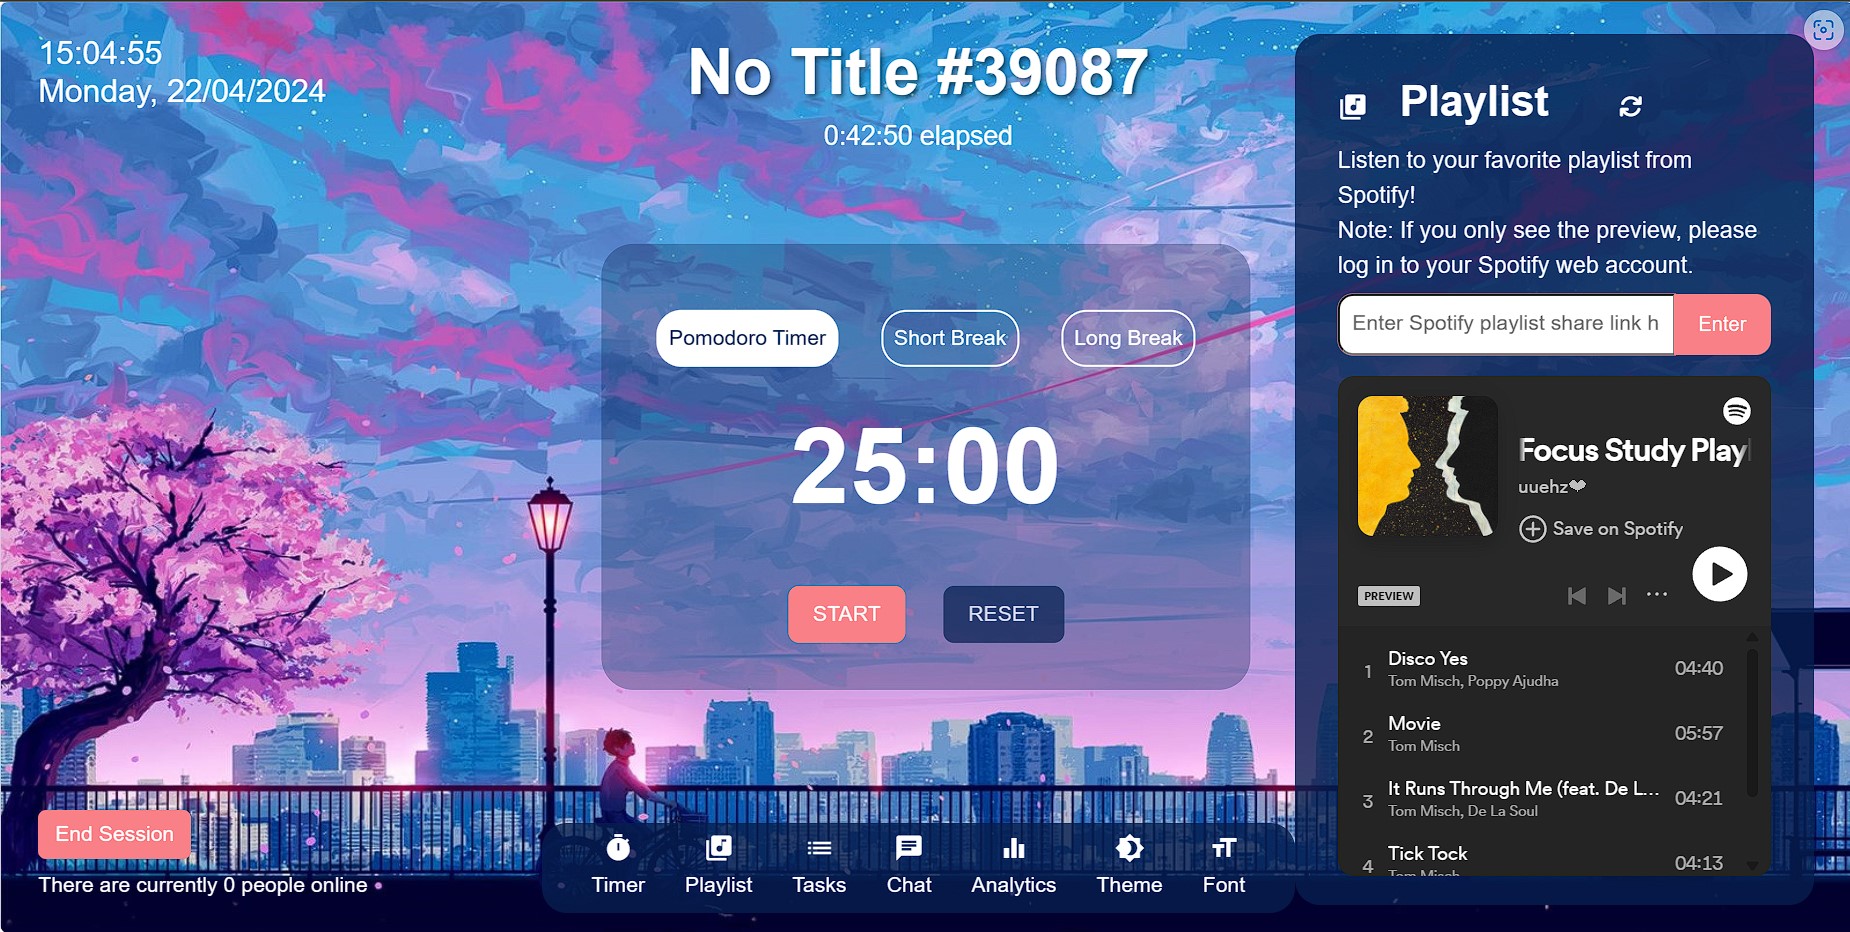 15:04:55
Monday, 22/04/2024
No Title #39087
0:42:50 elapsed
Pomodoro Timer
Short Break
Long Break
25:00
START
RESET
Playlist
Listen to your favorite playlist from
Spotify!
Note: If you only see the preview, please
log in to your Spotify web account.
Enter Spotify playlist share link h
Enter
Focus Study Play
uuehz❤
Save on Spotify
PREVIEW
1
Disco Yes
Tom Misch, Poppy Ajudha
04:40
2
Movie
Tom Misch
05:57
3
It Runs Through Me (feat. De L...
Tom Misch, De La Soul
04:21
4
Tick Tock
Tom Misch
04:13
End Session
There are currently 0 people online
Timer
Playlist
Tasks
Chat
Analytics
Theme
Font